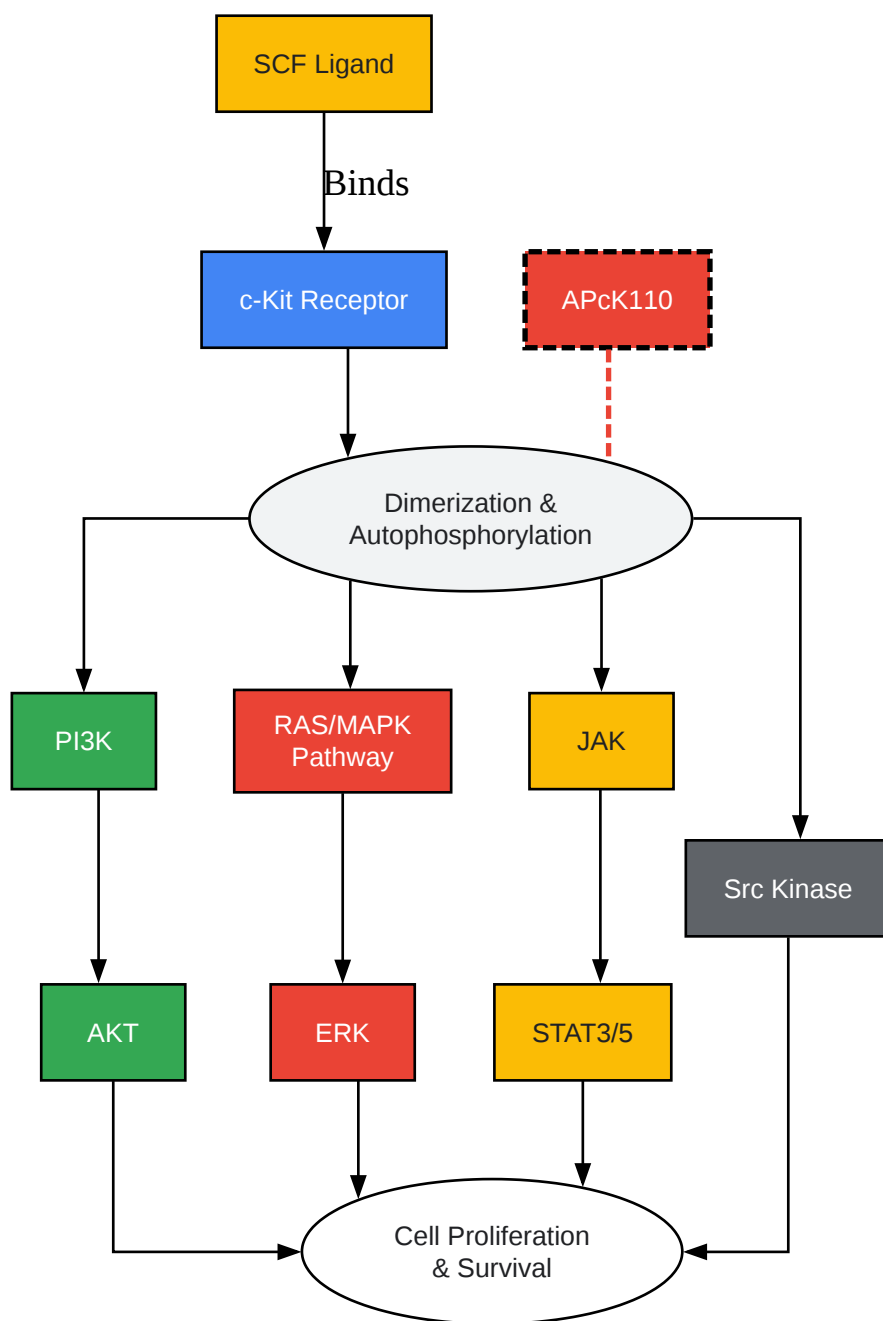 SCF Ligand
Binds
c-Kit Receptor
APcK110
Dimerization &
Autophosphorylation
PI3K
RAS/MAPK
Pathway
JAK
Src Kinase
AKT
ERK
STAT3/5
Cell Proliferation
& Survival